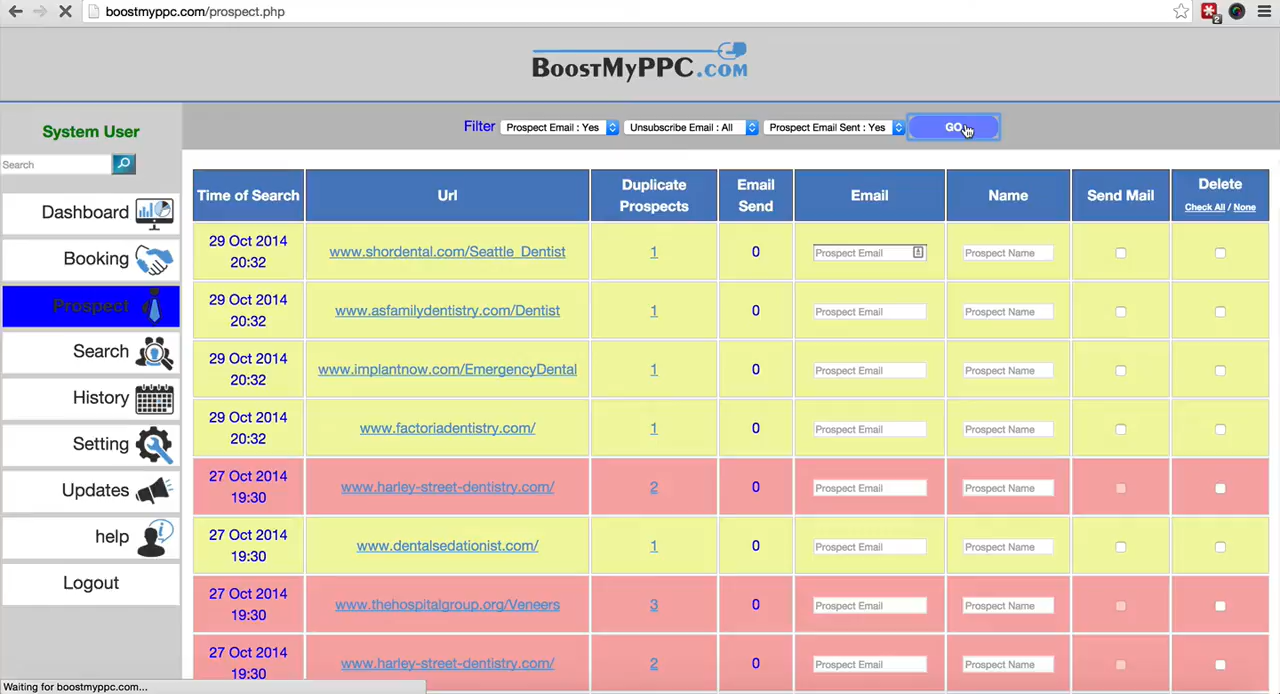 boostmyppc.com/prospect.php
2
BoostMyPPC.com
System User
Search
Dashboard
Booking
Prospect
Search
History
Setting
Updates
help
Logout
Filter Prospect Email : Yes Unsubscribe Email : All Prospect Email Sent : Yes GO
Time of Search Url Duplicate Prospects Email Send Email Name Send Mail Delete
Check All / None
29 Oct 2014 20:32 www.shordental.com/Seattle_Dentist 1 0 Prospect Email Prospect Name
29 Oct 2014 20:32 www.asfamilydentistry.com/Dentist 1 0 Prospect Email Prospect Name
29 Oct 2014 20:32 www.implantnow.com/EmergencyDental 1 0 Prospect Email Prospect Name
29 Oct 2014 20:32 www.factoriadentistry.com/ 1 0 Prospect Email Prospect Name
27 Oct 2014 19:30 www.harley-street-dentistry.com/ 2 0 Prospect Email Prospect Name
27 Oct 2014 19:30 www.dentalsedationist.com/ 1 0 Prospect Email Prospect Name
27 Oct 2014 19:30 www.thehospitalgroup.org/Veneers 3 0 Prospect Email Prospect Name
27 Oct 2014 19:30 www.harley-street-dentistry.com/ 2 0 Prospect Email Prospect Name
Waiting for boostmyppc.com...